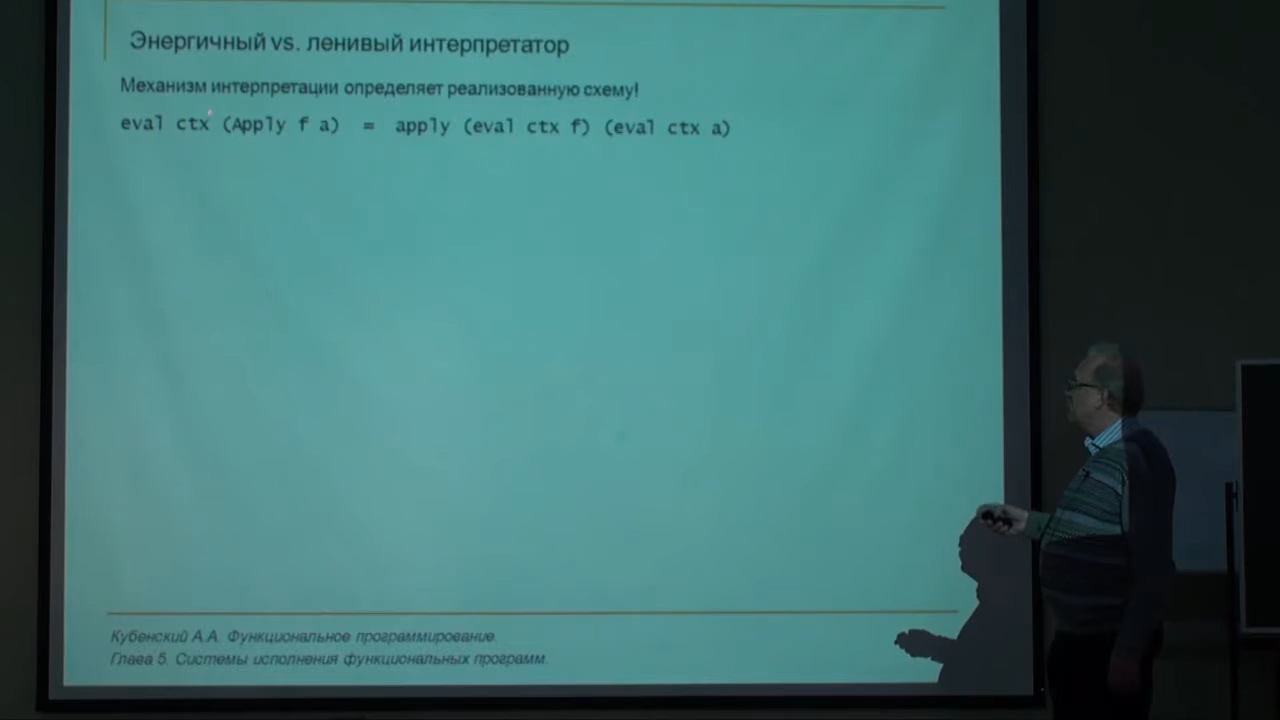 Энергичный vs. ленивый интерпретатор
Механизм интерпретации определяет реализованную схему!
eval ctx (Apply f a) = apply (eval ctx f) (eval ctx a)
Кубенский А.А. Функциональное программирование.
Глава 5. Системы исполнения функциональных программ.